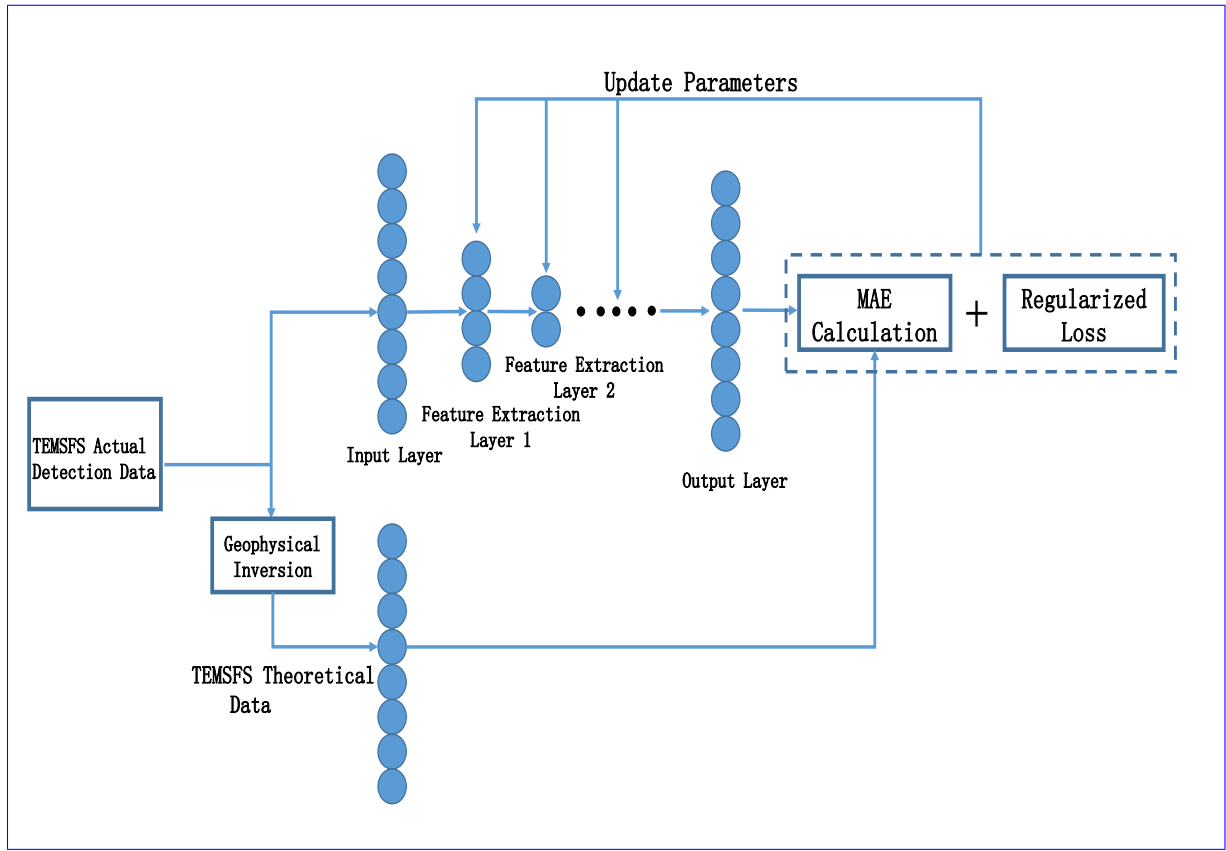 Update Parameters
MAE
Calculation
+
Regularized
Loss
Feature Extraction
Layer 2
Feature Extraction
Layer 1
Input Layer
Output Layer
TEMSFS Actual
Detection Data
Geophysical
Inversion
TEMSFS Theoretical
Data